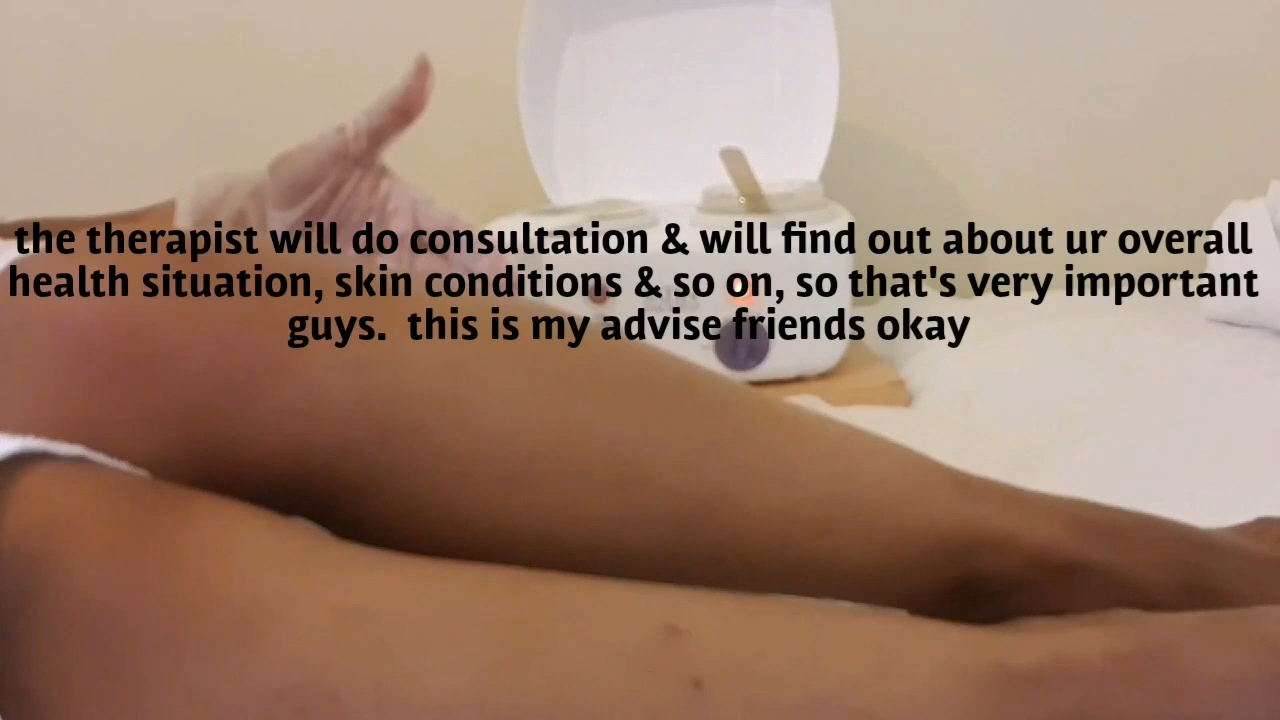 the therapist will do consultation & will find out about ur overall
health situation, skin conditions & so on, so that's very important
guys.  this is my advise friends okay